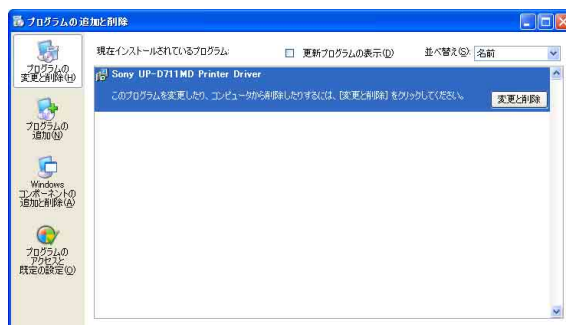 プログラムの追加と削除
現在インストールされているプログラム:
更新プログラムの表示(D)
並べ替え(S):
名前
プログラムの
変更と削除(H)
プログラムの
追加(N)
Windows
コンポーネントの
追加と削除(A)
プログラムの
アクセスと
既定の設定(O)
Sony UP-D711MD Printer Driver
このプログラムを変更したり、コンピュータから削除したりするには、[変更と削除] をクリックしてください。
変更と削除